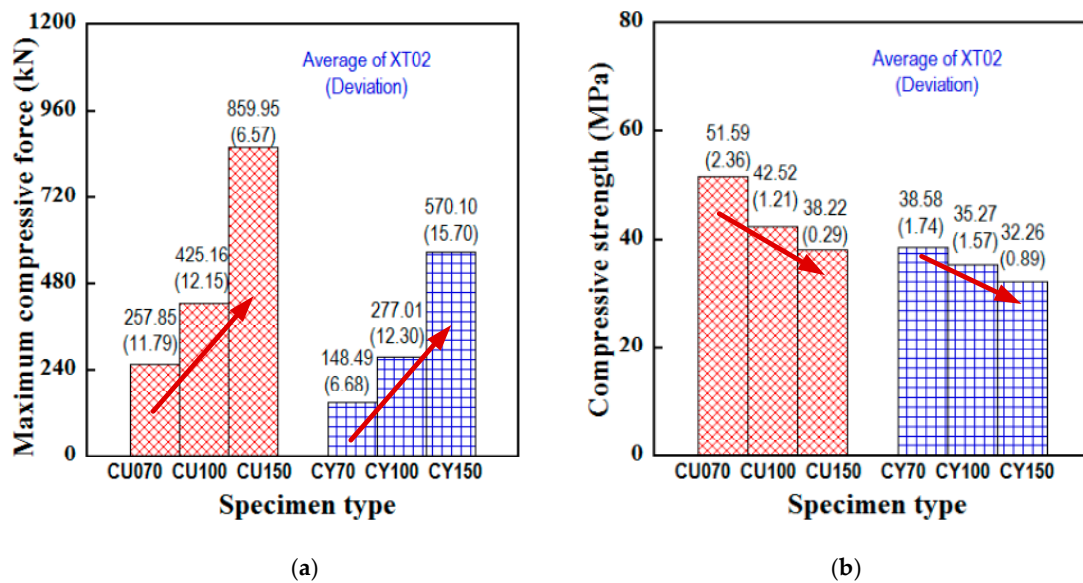 1200
960
720
480
240
0
Maximum compressive force (kN)
Average of XT02
(Deviation)
257.85
(11.79)
425.16
(12.15)
859.95
(6.57)
148.49
(6.68)
277.01
(12.30)
570.10
(15.70)
CU070 CU100 CU150 CY70 CY100 CY150
Specimen type
(a)
80
60
40
20
0
Compressive strength (MPa)
Average of XT02
(Deviation)
51.59
(2.36)
42.52
(1.21)
38.22
(0.29)
38.58
(1.74)
35.27
(1.57)
32.26
(0.89)
CU070 CU100 CU150 CY70 CY100 CY150
Specimen type
(b)